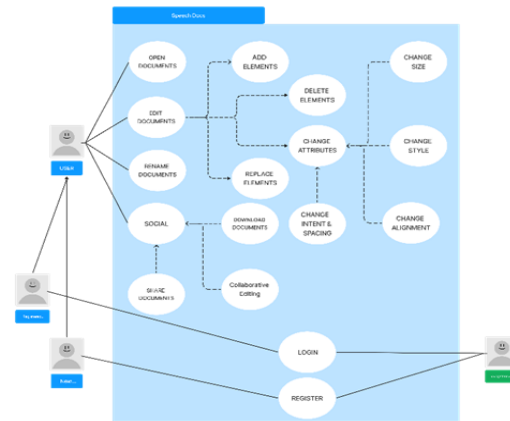 Speech Docs
OPEN
DOCUMENTS
ADD
ELEMENTS
CHANGE
SIZE
DELETE
ELEMENTS
EDIT
DOCUMENTS
CHANGE
ATTRIBUTES
CHANGE
STYLE
USER
RENAME
DOCUMENTS
REPLACE
ELEMENTS
SOCIAL
DOWNLOAD
DOCUMENTS
CHANGE
INTENT &
SPACING
CHANGE
ALIGNMENT
SHARE
DOCUMENTS
Collaborative
Editing
LOGIN
REGISTER